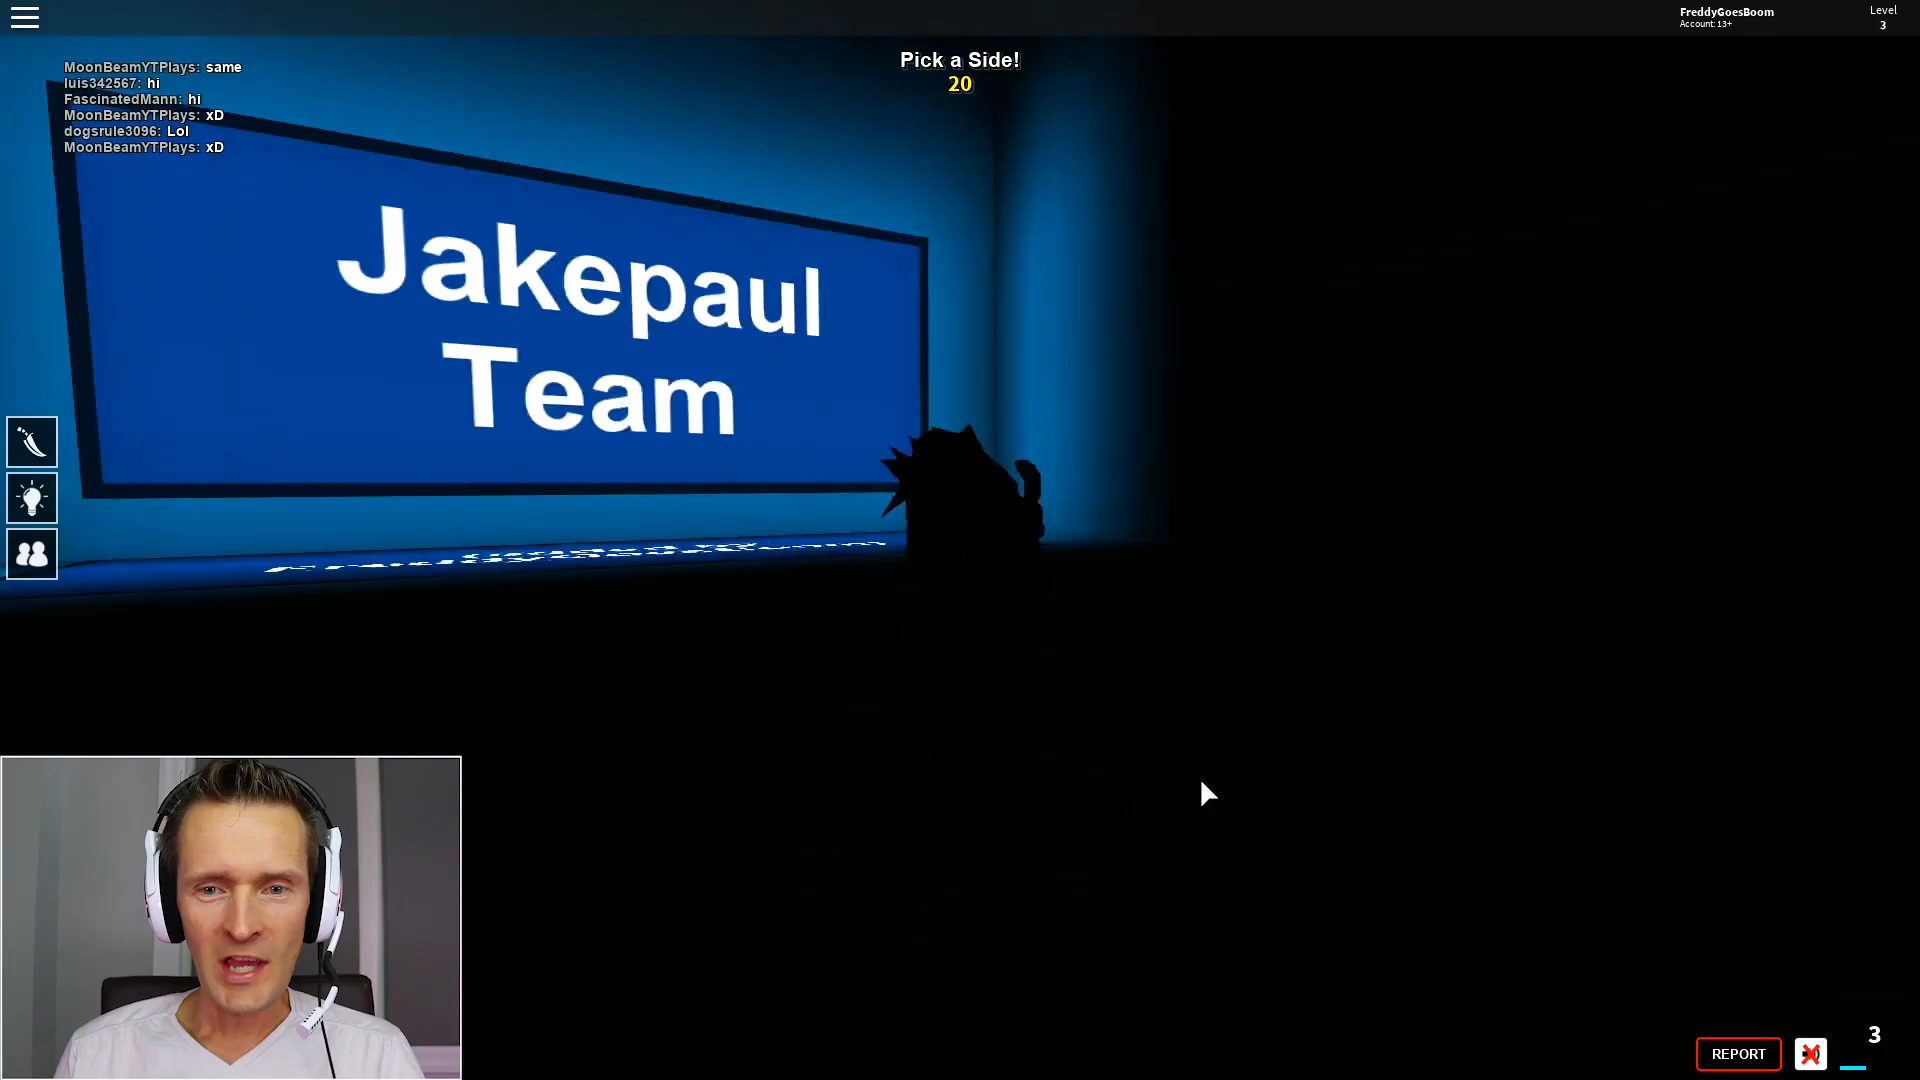 FreddyGoesBoom
Account: 13+
Level
3
Pick a Side!
20
MoonBeamYTPlays: same
luis342567: hi
FascinatedMann: hi
MoonBeamYTPlays: xD
dogsrule3096: Lol
MoonBeamYTPlays: xD
Jakepaul
Team
3
REPORT